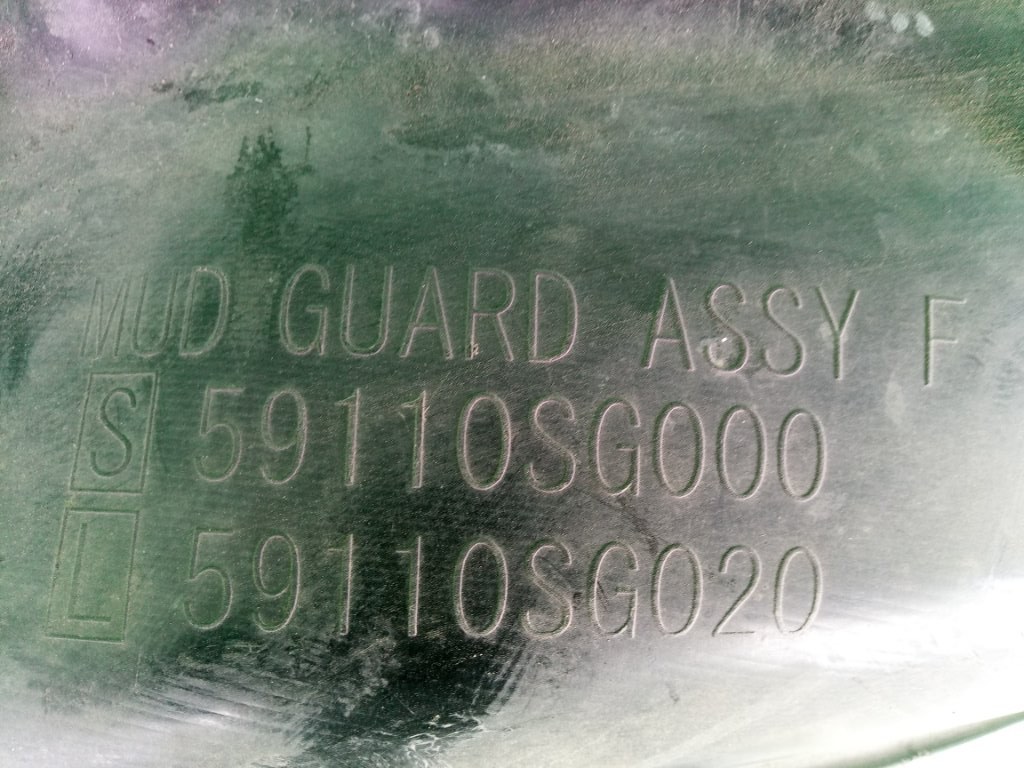 MUD GUARD ASSY F
S 59110SG000
L 59110SG020